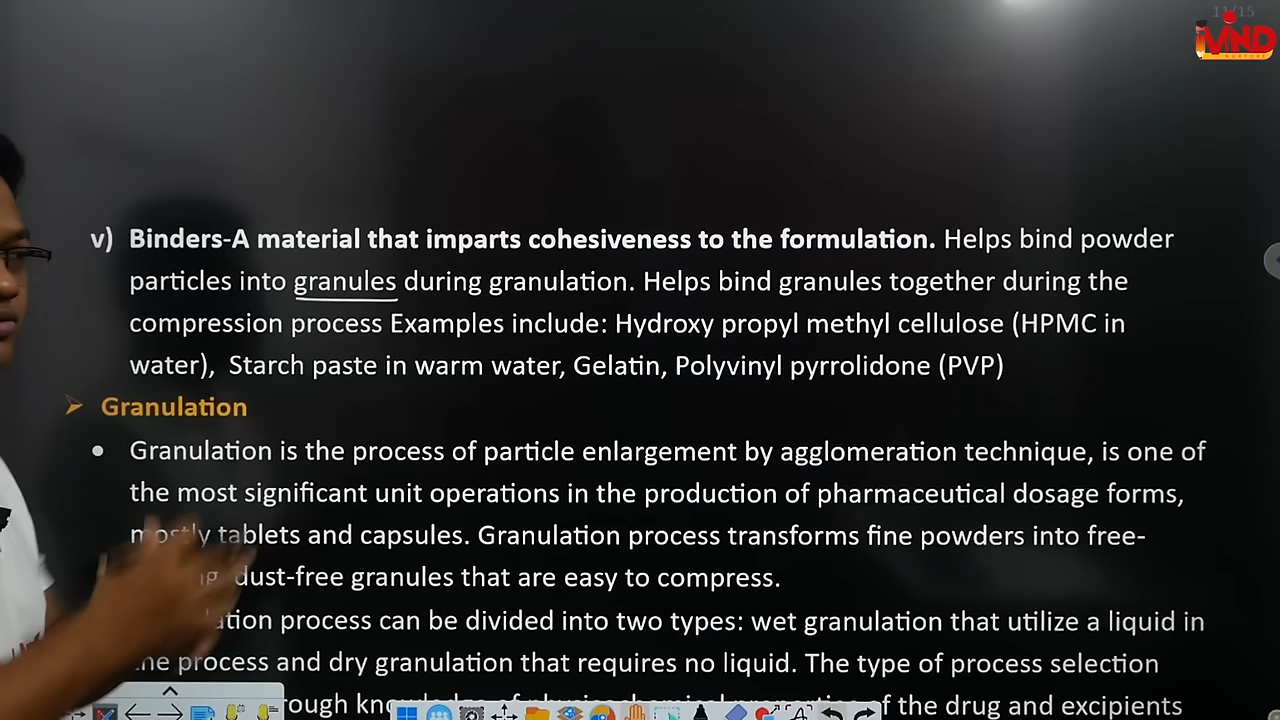 11/15
VMD
NURTURE
v) Binders-A material that imparts cohesiveness to the formulation. Helps bind powder
particles into granules during granulation. Helps bind granules together during the
compression process Examples include: Hydroxy propyl methyl cellulose (HPMC in
water), Starch paste in warm water, Gelatin, Polyvinyl pyrrolidone (PVP)
➢ Granulation
• Granulation is the process of particle enlargement by agglomeration technique, is one of
the most significant unit operations in the production of pharmaceutical dosage forms,
mostly tablets and capsules. Granulation process transforms fine powders into free-
dust-free granules that are easy to compress.
process can be divided into two types: wet granulation that utilize a liquid in
the process and dry granulation that requires no liquid. The type of process selection
of the drug and excipients